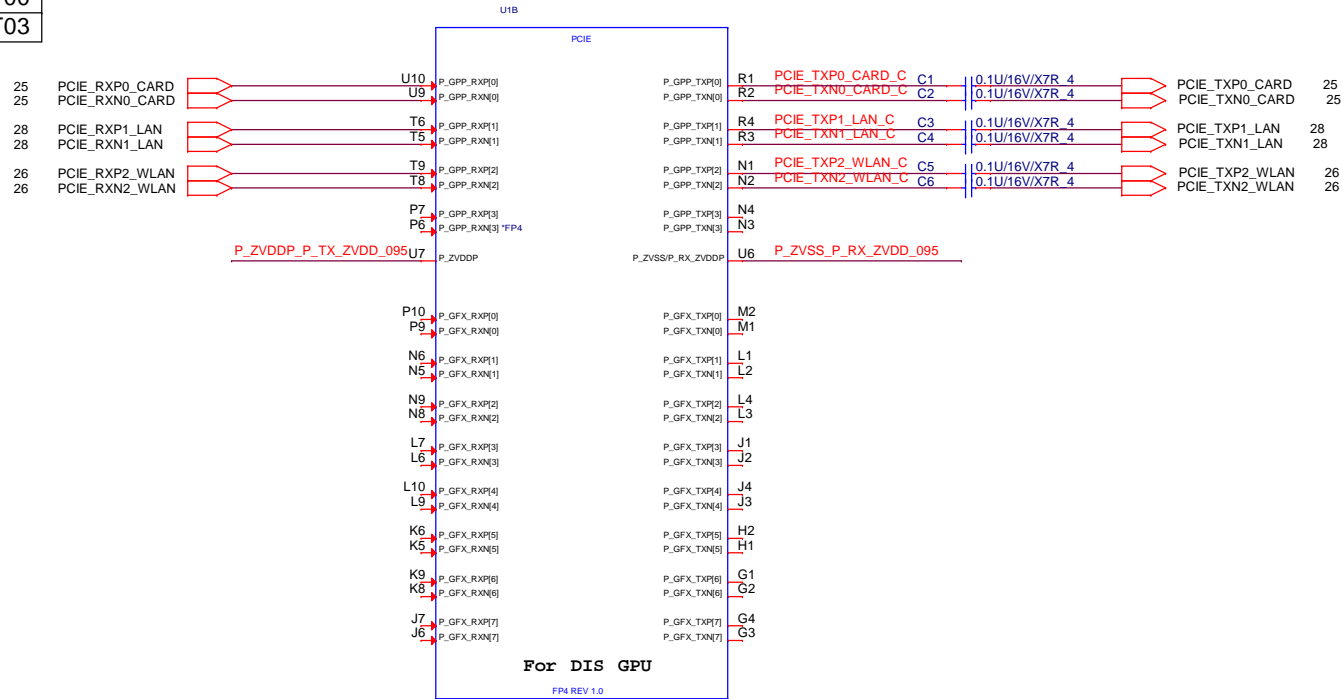 T03
U1B
PCIE
25 PCIE_RXP0_CARD U10 P_GPP_RXP[0] P_GPP_TXP[0] R1 PCIE_TXP0_CARD_C C1 0.1U/16V/X7R_4 PCIE_TXP0_CARD 25
25 PCIE_RXN0_CARD U9 P_GPP_RXN[0] P_GPP_TXN[0] R2 PCIE_TXN0_CARD_C C2 0.1U/16V/X7R_4 PCIE_TXN0_CARD 25
28 PCIE_RXP1_LAN T6 P_GPP_RXP[1] P_GPP_TXP[1] R4 PCIE_TXP1_LAN_C C3 0.1U/16V/X7R_4 PCIE_TXP1_LAN 28
28 PCIE_RXN1_LAN T5 P_GPP_RXN[1] P_GPP_TXN[1] R3 PCIE_TXN1_LAN_C C4 0.1U/16V/X7R_4 PCIE_TXN1_LAN 28
26 PCIE_RXP2_WLAN T9 P_GPP_RXP[2] P_GPP_TXP[2] N1 PCIE_TXP2_WLAN_C C5 0.1U/16V/X7R_4 PCIE_TXP2_WLAN 26
26 PCIE_RXN2_WLAN T8 P_GPP_RXN[2] P_GPP_TXN[2] N2 PCIE_TXN2_WLAN_C C6 0.1U/16V/X7R_4 PCIE_TXN2_WLAN 26
P7 P_GPP_RXP[3] P_GPP_TXP[3] N4
P6 P_GPP_RXN[3] *FP4 P_GPP_TXN[3] N3
P_ZVDDP_P_TX_ZVDD_095 U7 P_ZVDDP P_ZVSS/P_RX_ZVDDP U6 P_ZVSS_P_RX_ZVDD_095
P10 P_GFX_RXP[0] P_GFX_TXP[0] M2
P9 P_GFX_RXN[0] P_GFX_TXN[0] M1
N6 P_GFX_RXP[1] P_GFX_TXP[1] L1
N5 P_GFX_RXN[1] P_GFX_TXN[1] L2
N9 P_GFX_RXP[2] P_GFX_TXP[2] L4
N8 P_GFX_RXN[2] P_GFX_TXN[2] L3
L7 P_GFX_RXP[3] P_GFX_TXP[3] J1
L6 P_GFX_RXN[3] P_GFX_TXN[3] J2
L10 P_GFX_RXP[4] P_GFX_TXP[4] J4
L9 P_GFX_RXN[4] P_GFX_TXN[4] J3
K6 P_GFX_RXP[5] P_GFX_TXP[5] H2
K5 P_GFX_RXN[5] P_GFX_TXN[5] H1
K9 P_GFX_RXP[6] P_GFX_TXP[6] G1
K8 P_GFX_RXN[6] P_GFX_TXN[6] G2
J7 P_GFX_RXP[7] P_GFX_TXP[7] G4
J6 P_GFX_RXN[7] P_GFX_TXN[7] G3
For DIS GPU
FP4 REV 1.0